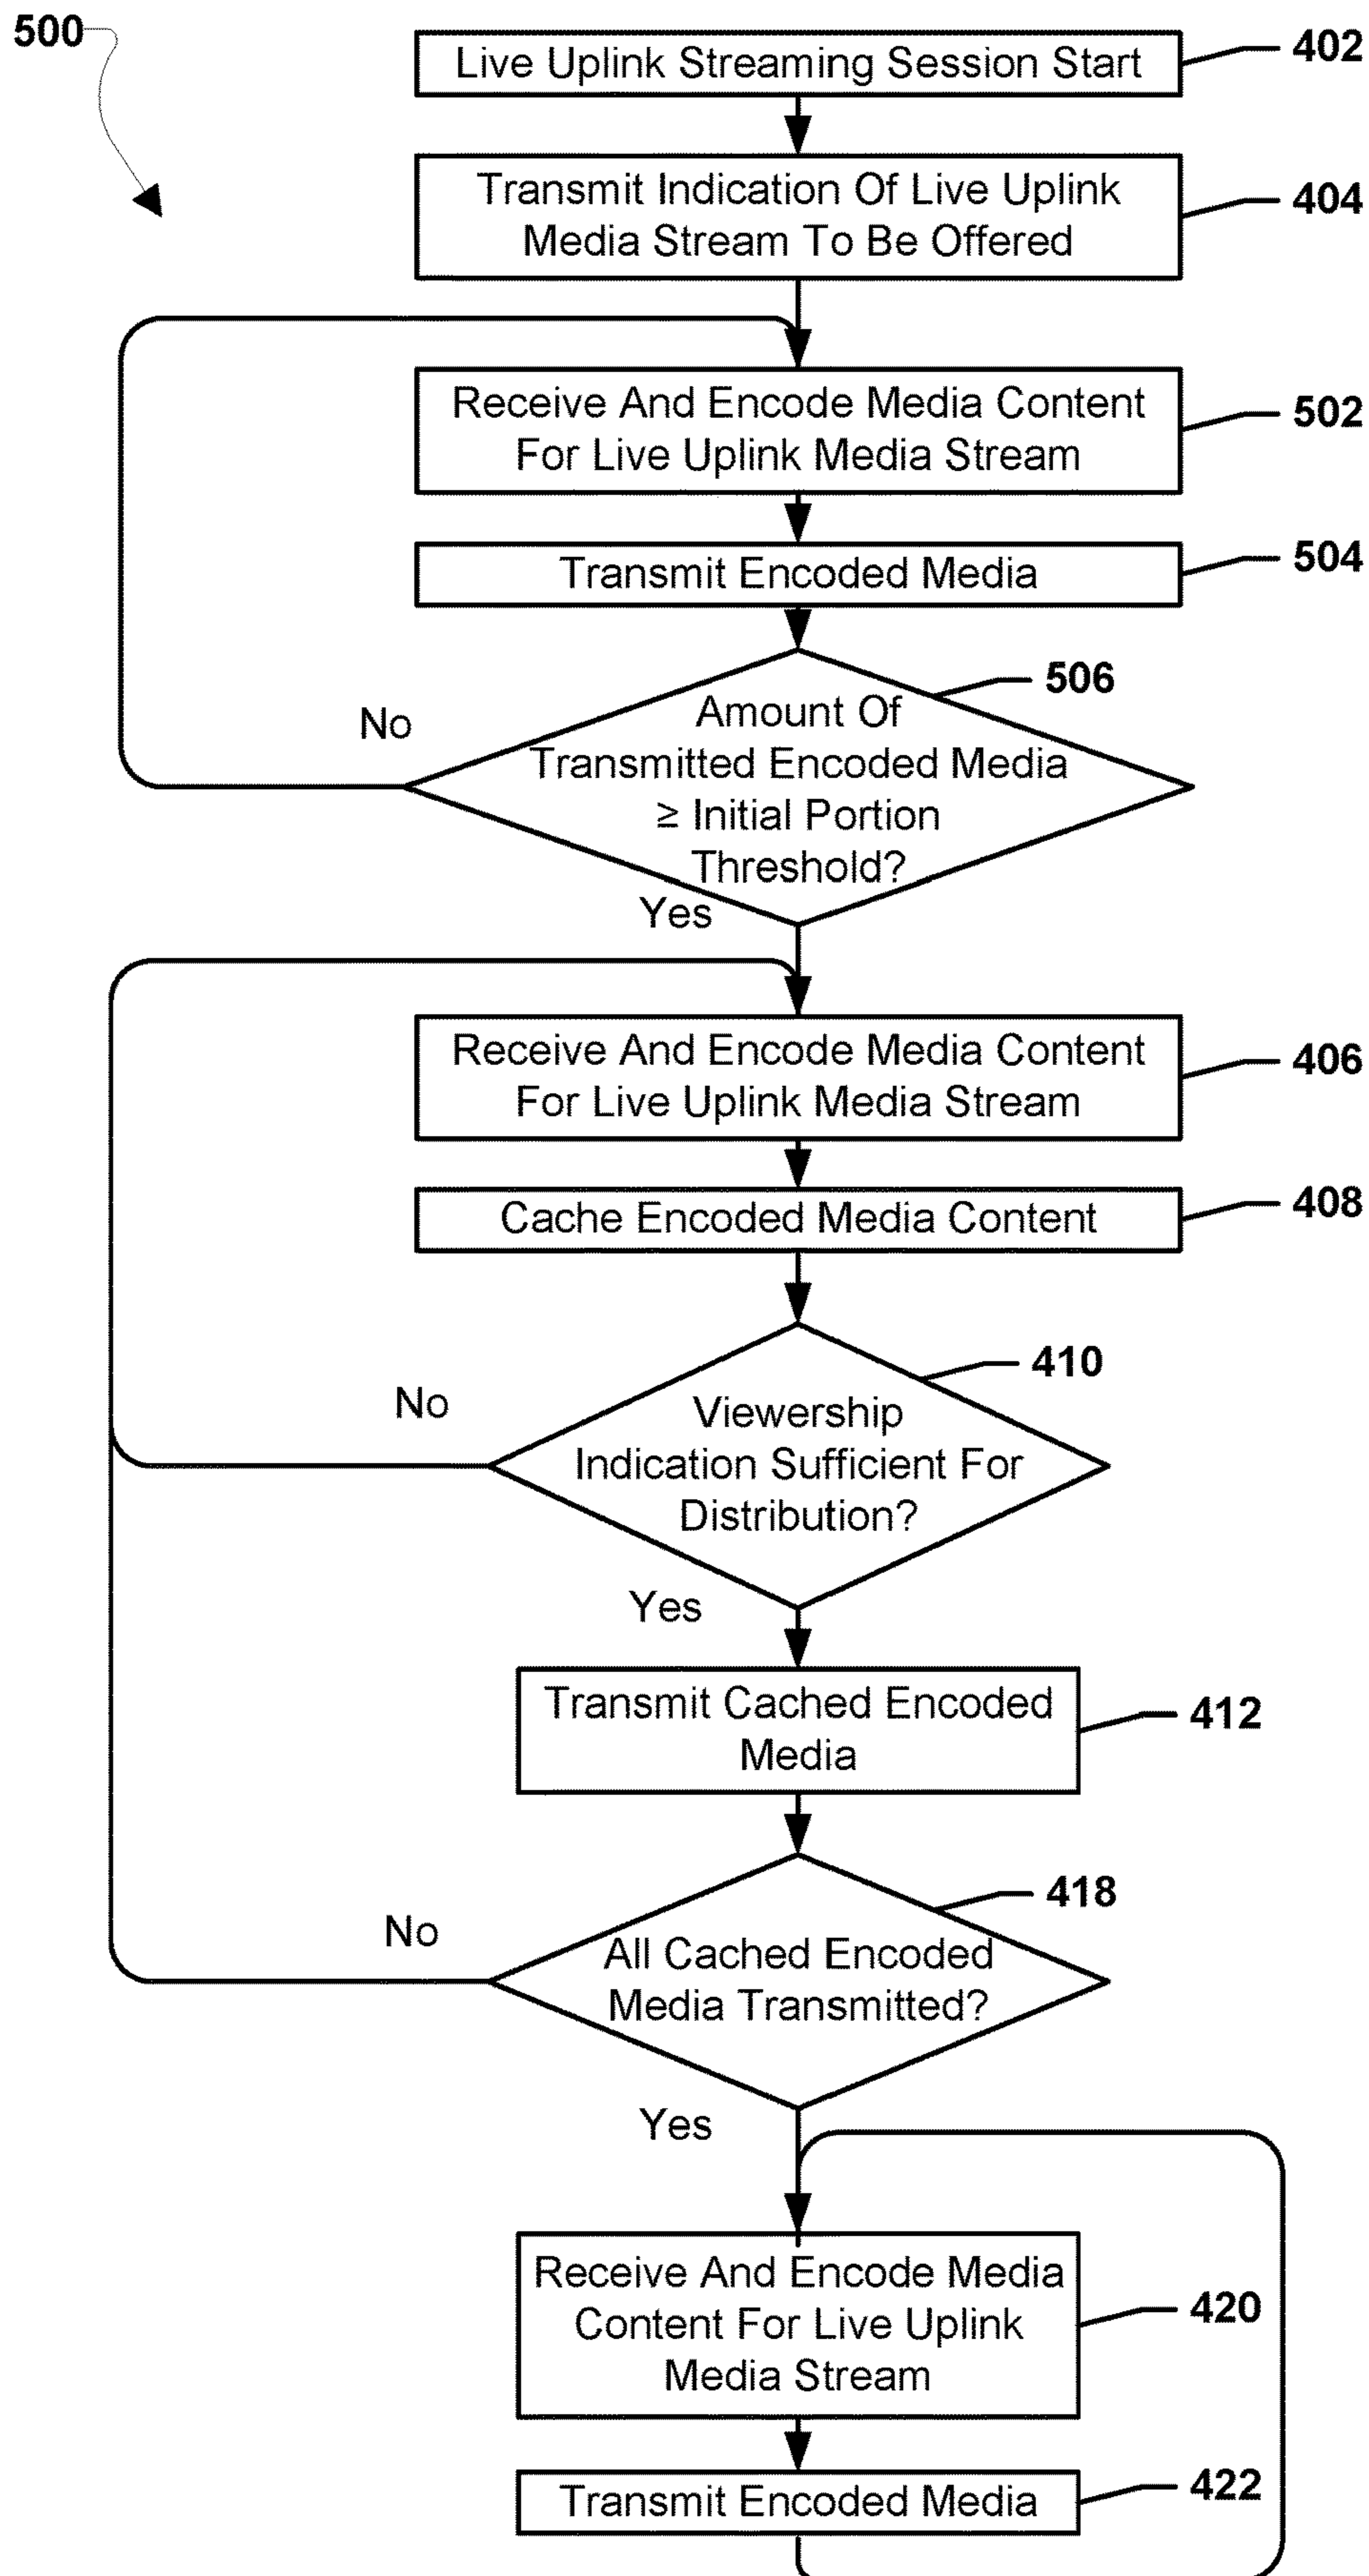 500
Live Uplink Streaming Session Start
402
Transmit Indication Of Live Uplink
Media Stream To Be Offered
404
Receive And Encode Media Content
For Live Uplink Media Stream
502
Transmit Encoded Media
504
506
Amount Of
Transmitted Encoded Media
≥ Initial Portion
Threshold?
No
Yes
Receive And Encode Media Content
For Live Uplink Media Stream
406
Cache Encoded Media Content
408
410
Viewership
Indication Sufficient For
Distribution?
No
Yes
Transmit Cached Encoded
Media
412
418
All Cached Encoded
Media Transmitted?
No
Yes
Receive And Encode Media
Content For Live Uplink
Media Stream
420
Transmit Encoded Media
422